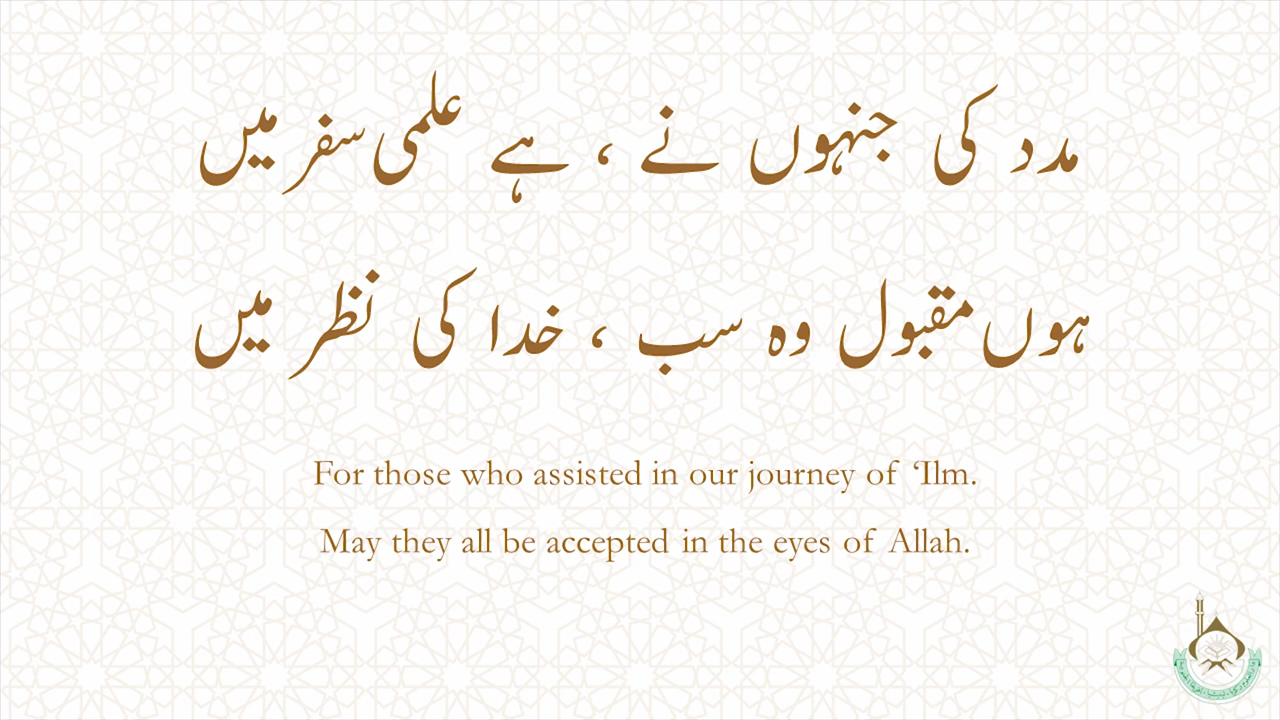 مدد کی جنہوں نے ، ہے علمی سفر میں
ہوں مقبول وہ سب ، خدا کی نظر میں
For those who assisted in our journey of ‘Ilm.
May they all be accepted in the eyes of Allah.